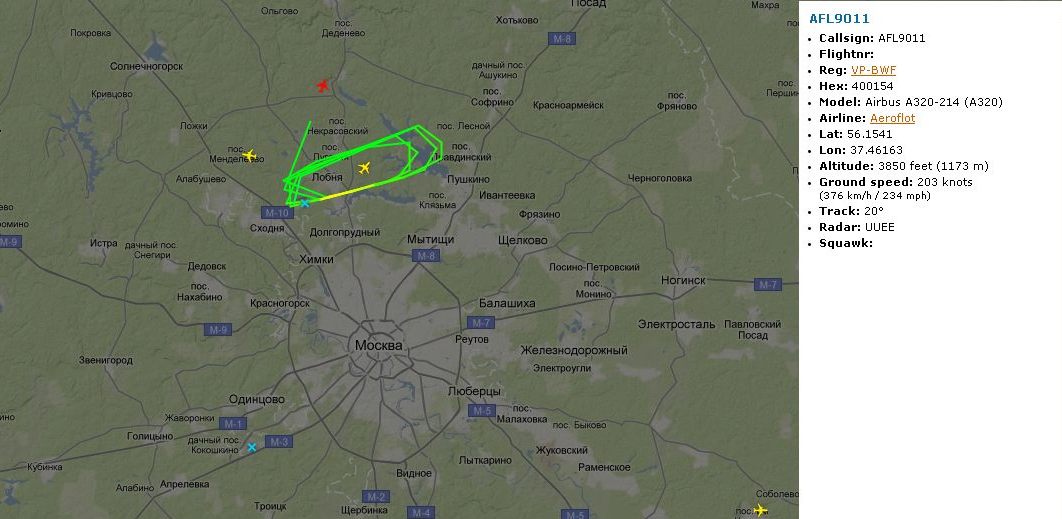 Ольгово
Посад
Махра
Покровка
пос.
Деденево
Хотьково
М-8
Солнечногорск
дачный пос.
Ашукино
Кривцово
пос.
Софрино
Красноармейск
пос.
Фряново
Ложки
пос.
Некрасовский
пос. Лесной
пос.
Менделеево
пос.
Правдинский
Алабушево
Лобня
Пушкино
Черноголовка
пос.
Клязьма
Ивантеевка
М-10
Сходня
Фрязино
Долгопрудный
М-9
Истра
дачный пос.
Снегири
Мытищи
Щелково
Химки
М-8
Дедовск
Лосино-Петровский
пос.
Нахабино
пос.
Монино
Ногинск
М-7
Красногорск
Балашиха
М-9
М-7
Электросталь
Павловский
Посад
Москва
Реутов
Железнодорожный
Звенигород
Электроугли
Одинцово
Люберцы
Жаворонки
М-1
М-5
пос.
Малаховка
пос. Быково
Голицыно
дачный пос.
Кокошкино
М-3
Кубинка
Лыткарино
Жуковский
Раменское
Видное
Алабино
Апрелевка
Соболево
М-2
Троицк
Щербинка
М-4
М-5
пос.
AFL9011
Callsign: AFL9011
Flightnr:
Reg: VP-BWF
Hex: 400154
Model: Airbus A320-214 (A320)
Airline: Aeroflot
Lat: 56.1541
Lon: 37.46163
Altitude: 3850 feet (1173 m)
Ground speed: 203 knots
(376 km/h / 234 mph)
Track: 20°
Radar: UUEE
Squawk: